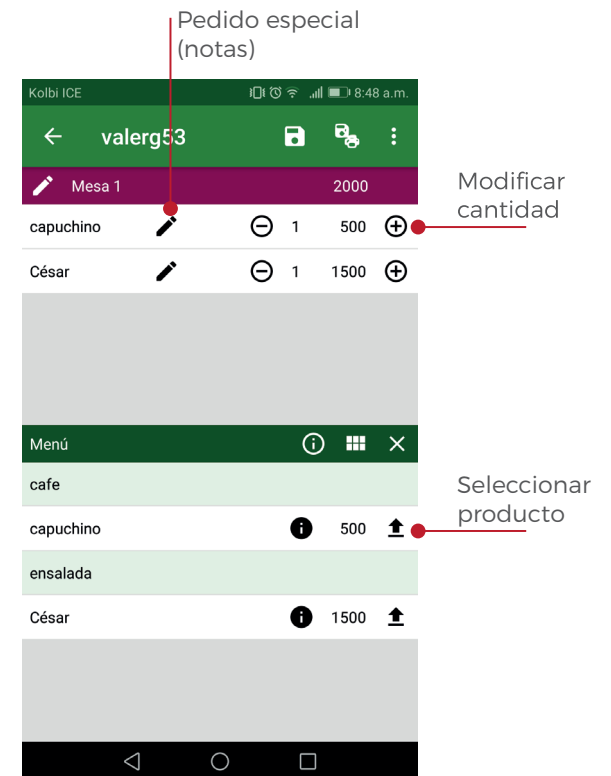 Pedido especial
(notas)
Kolbi ICE 8:48 a.m.
valerg53
Mesa 1 2000
Modificar
cantidad
capuchino 1 500
César 1 1500
Menú
cafe
Seleccionar
producto
capuchino 500
ensalada
César 1500